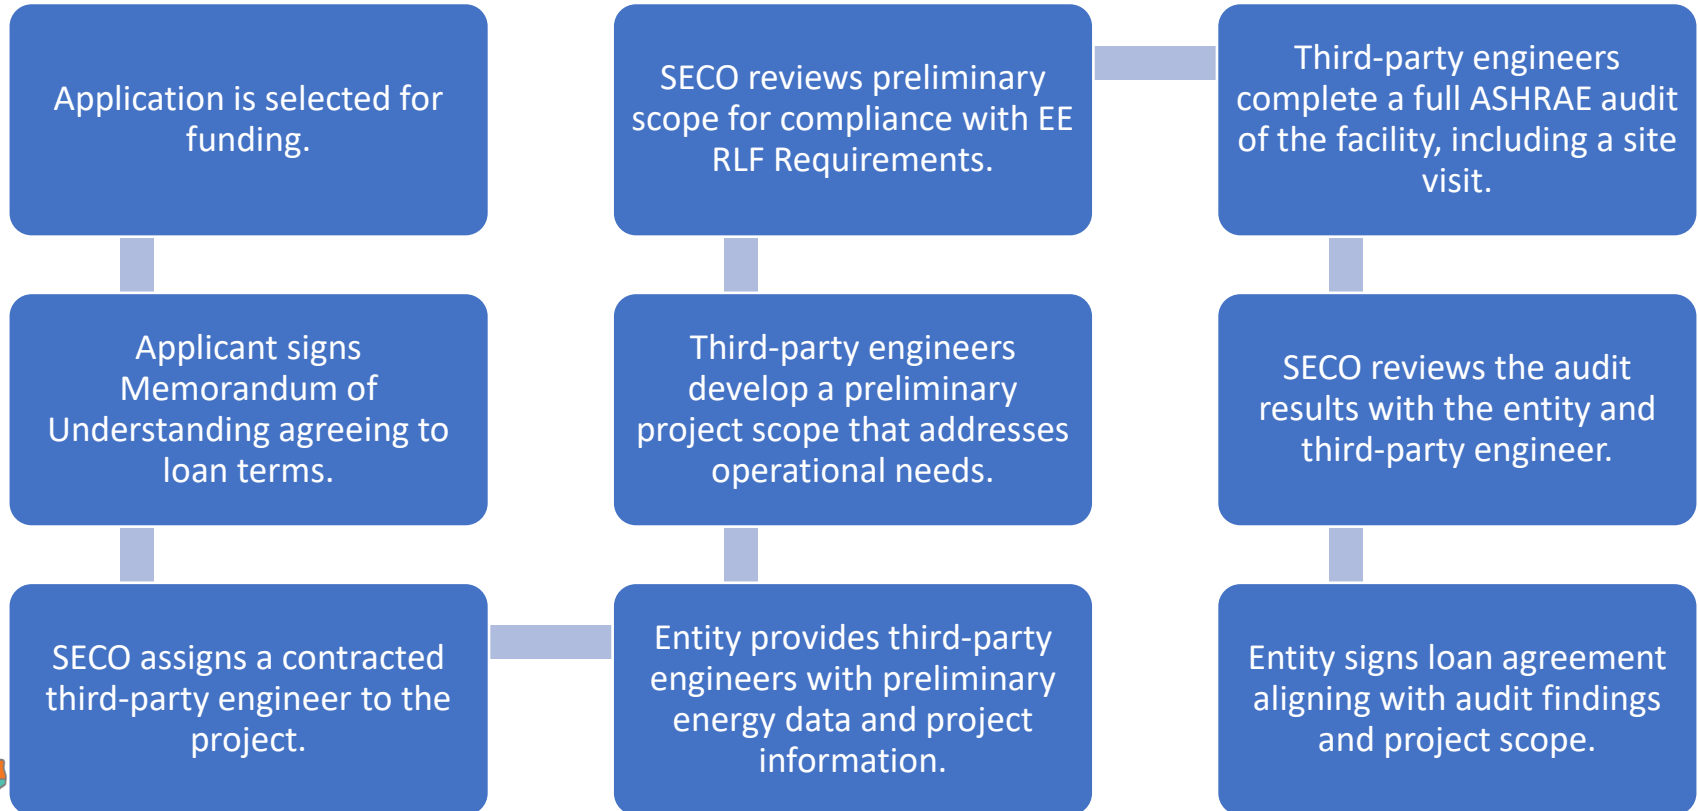 Application is selected for
funding.
Applicant signs
Memorandum of
Understanding agreeing to
loan terms.
SECO assigns a contracted
third-party engineer to the
project.
Entity provides third-party
engineers with preliminary
energy data and project
information.
Third-party engineers
develop a preliminary
project scope that addresses
operational needs.
SECO reviews preliminary
scope for compliance with EE
RLF Requirements.
Third-party engineers
complete a full ASHRAE audit
of the facility, including a site
visit.
SECO reviews the audit
results with the entity and
third-party engineer.
Entity signs loan agreement
aligning with audit findings
and project scope.